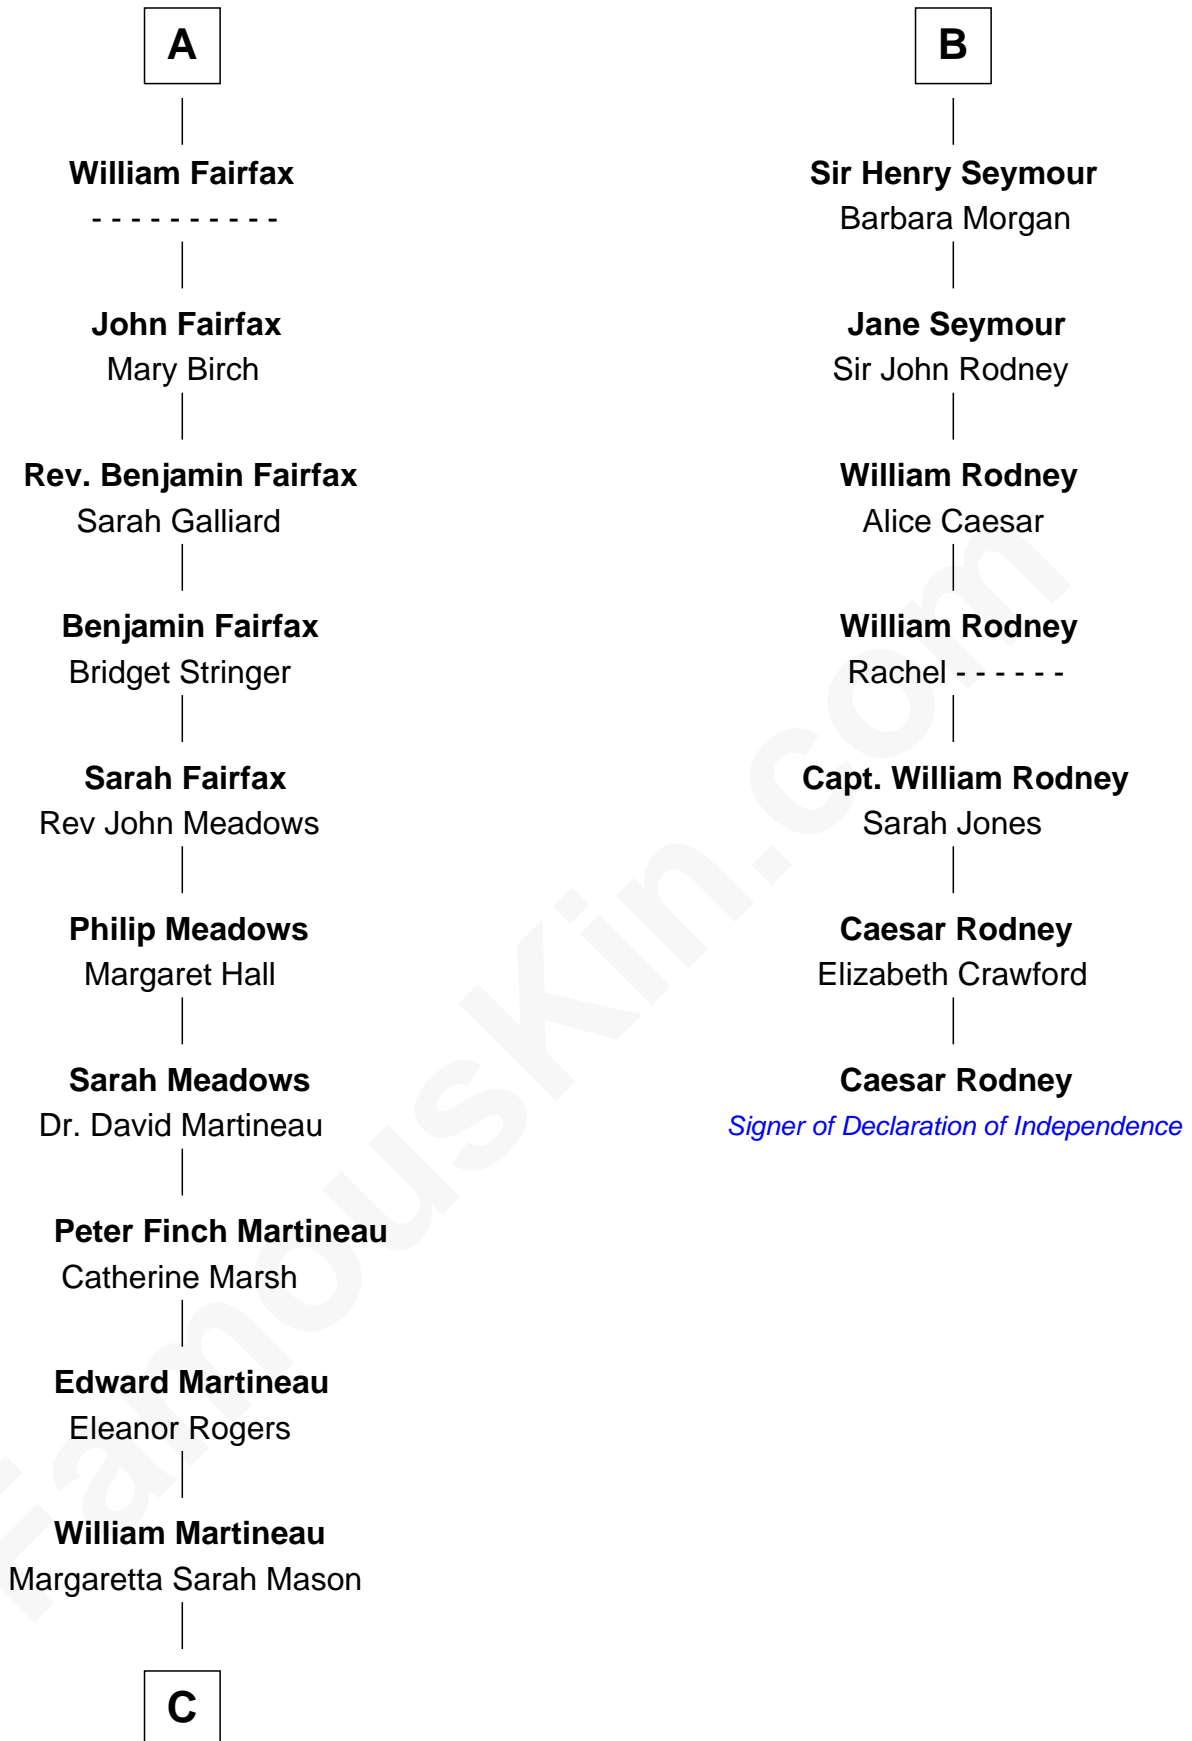 A
William Fairfax
- - - - - - - - - -
John Fairfax
Mary Birch
Rev. Benjamin Fairfax
Sarah Galliard
Benjamin Fairfax
Bridget Stringer
Sarah Fairfax
Rev John Meadows
Philip Meadows
Margaret Hall
Sarah Meadows
Dr. David Martineau
Peter Finch Martineau
Catherine Marsh
Edward Martineau
Eleanor Rogers
William Martineau
Margaretta Sarah Mason
C
B
Sir Henry Seymour
Barbara Morgan
Jane Seymour
Sir John Rodney
William Rodney
Alice Caesar
William Rodney
Rachel - - - - - -
Capt. William Rodney
Sarah Jones
Caesar Rodney
Elizabeth Crawford
Caesar Rodney
Signer of Declaration of Independence
FamousKin.com